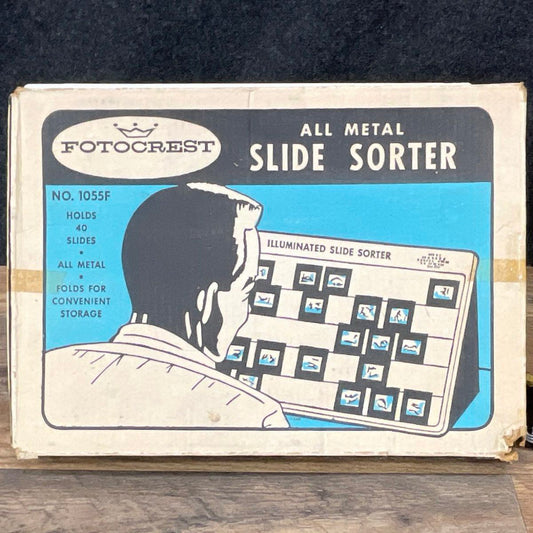 FOTOCREST
ALL METAL
SLIDE SORTER
NO. 1055F
HOLDS
40
SLIDES
•
ALL METAL
•
FOLDS FOR
CONVENIENT
STORAGE
ILLUMINATED SLIDE SORTER